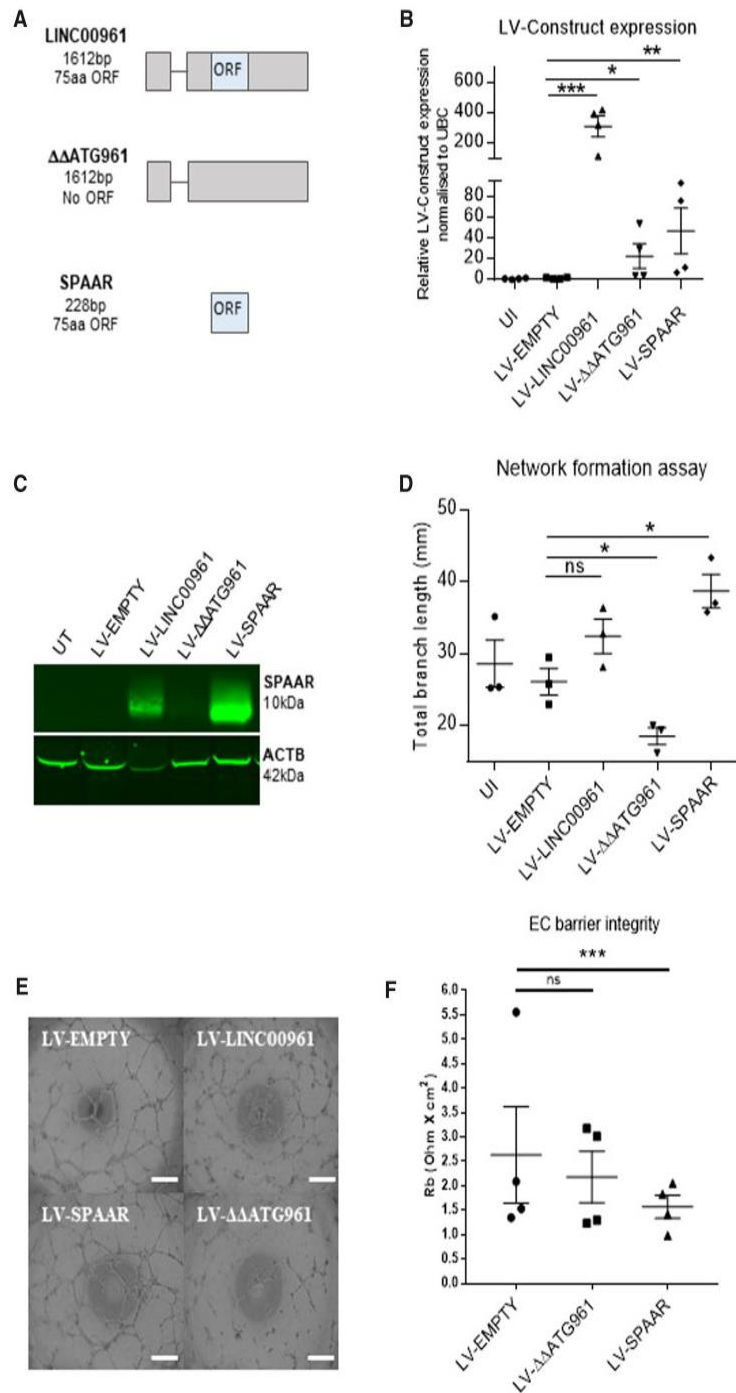 A
LINC00961
1612bp
75aa ORF
ORF
ΔΔATG961
1612bp
No ORF
SPAAR
228bp
75aa ORF
ORF
B
LV-Construct expression
Relative LV-Construct expression
normalised to UBC
600
400
200
80
60
40
20
0
***
*
**
UI
LV-EMPTY
LV-LINC00961
LV-ΔΔATG961
LV-SPAAR
C
UT
LV-EMPTY
LV-LINC00961
LV-ΔΔATG961
LV-SPAAR
SPAAR
10kDa
ACTB
42kDa
D
Network formation assay
Total branch length (mm)
50
40
30
20
*
*
ns
UI
LV-EMPTY
LV-LINC00961
LV-ΔΔATG961
LV-SPAAR
E
LV-EMPTY
LV-LINC00961
LV-SPAAR
LV-ΔΔATG961
F
EC barrier integrity
***
ns
Rb (Ohm X cm²)
6.0
5.5
5.0
4.5
4.0
3.5
3.0
2.5
2.0
1.5
1.0
0.5
0.0
LV-EMPTY
LV-ΔΔATG961
LV-SPAAR